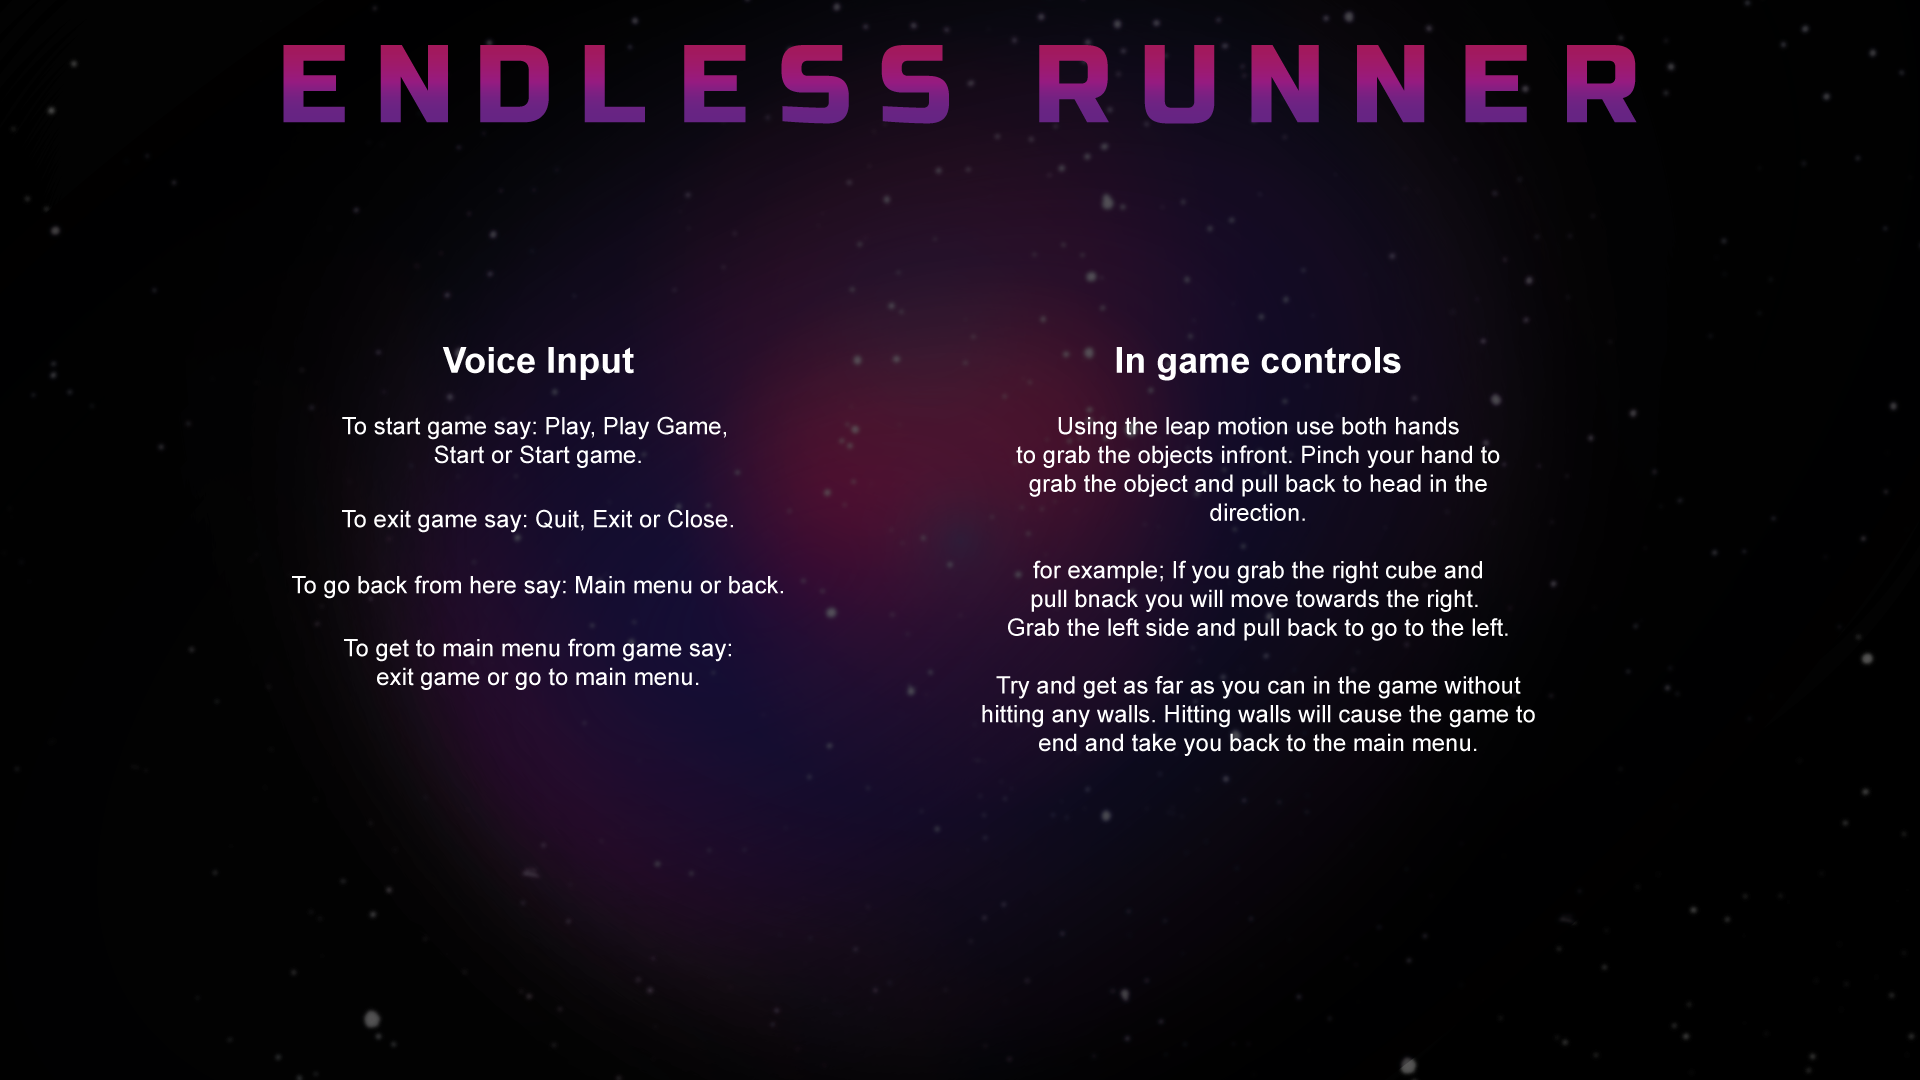 ENDLESS RUNNER
Voice Input
To start game say: Play, Play Game,
Start or Start game.
To exit game say: Quit, Exit or Close.
To go back from here say: Main menu or back.
To get to main menu from game say:
exit game or go to main menu.
In game controls
Using the leap motion use both hands
to grab the objects infront. Pinch your hand to
grab the object and pull back to head in the
direction.
for example; If you grab the right cube and
pull bnack you will move towards the right.
Grab the left side and pull back to go to the left.
Try and get as far as you can in the game without
hitting any walls. Hitting walls will cause the game to
end and take you back to the main menu.